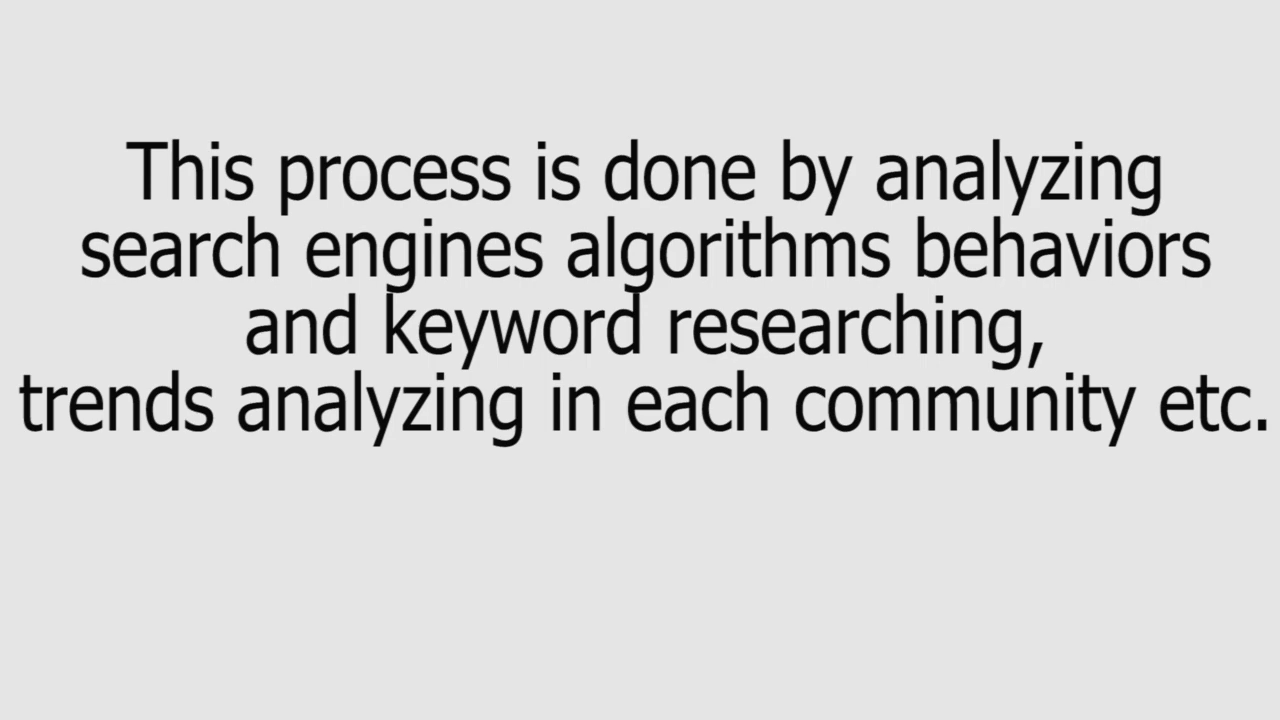 This process is done by analyzing
search engines algorithms behaviors
and keyword researching,
trends analyzing in each community etc.